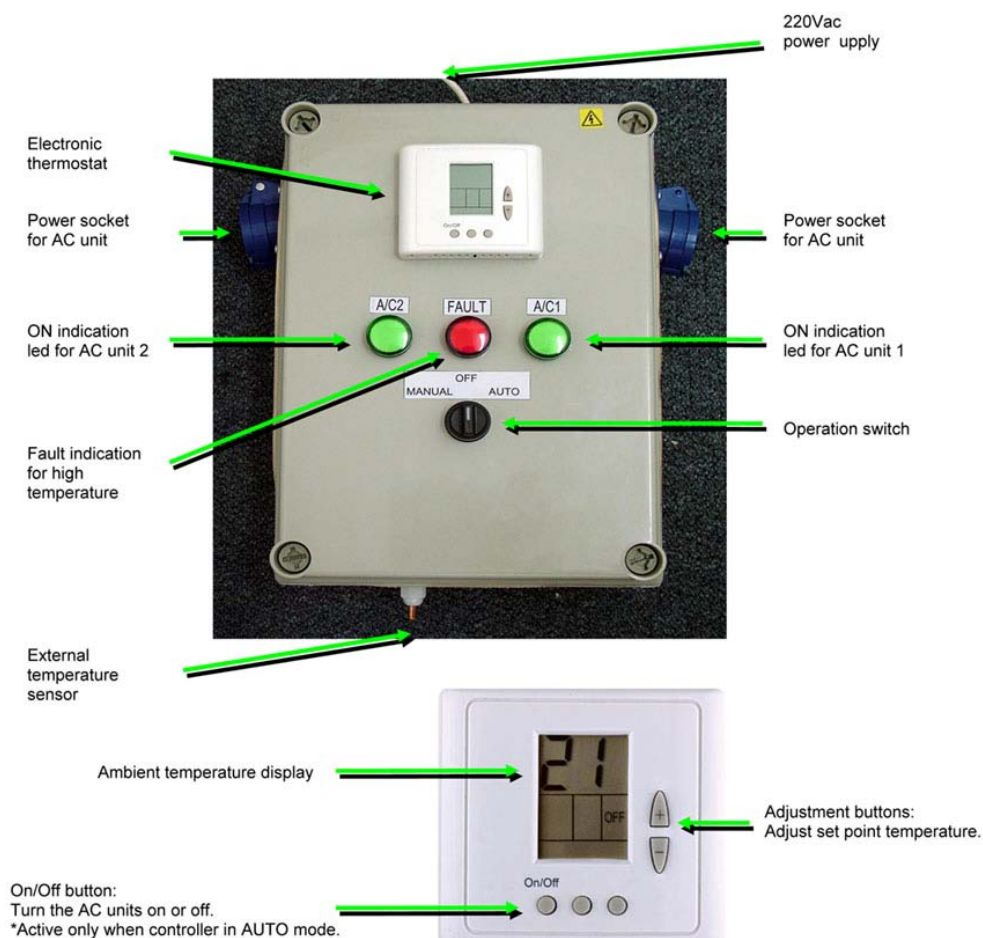 220Vac
power  upply
Electronic
thermostat
Power socket
for AC unit
On/Off
Power socket
for AC unit
A/C2
FAULT
A/C1
ON indication
led for AC unit 2
ON indication
led for AC unit 1
OFF
MANUAL
AUTO
Operation switch
Fault indication
for high
temperature
External
temperature
sensor
Ambient temperature display
21
OFF
+
−
Adjustment buttons:
Adjust set point temperature.
On/Off
On/Off button:
Turn the AC units on or off.
*Active only when controller in AUTO mode.